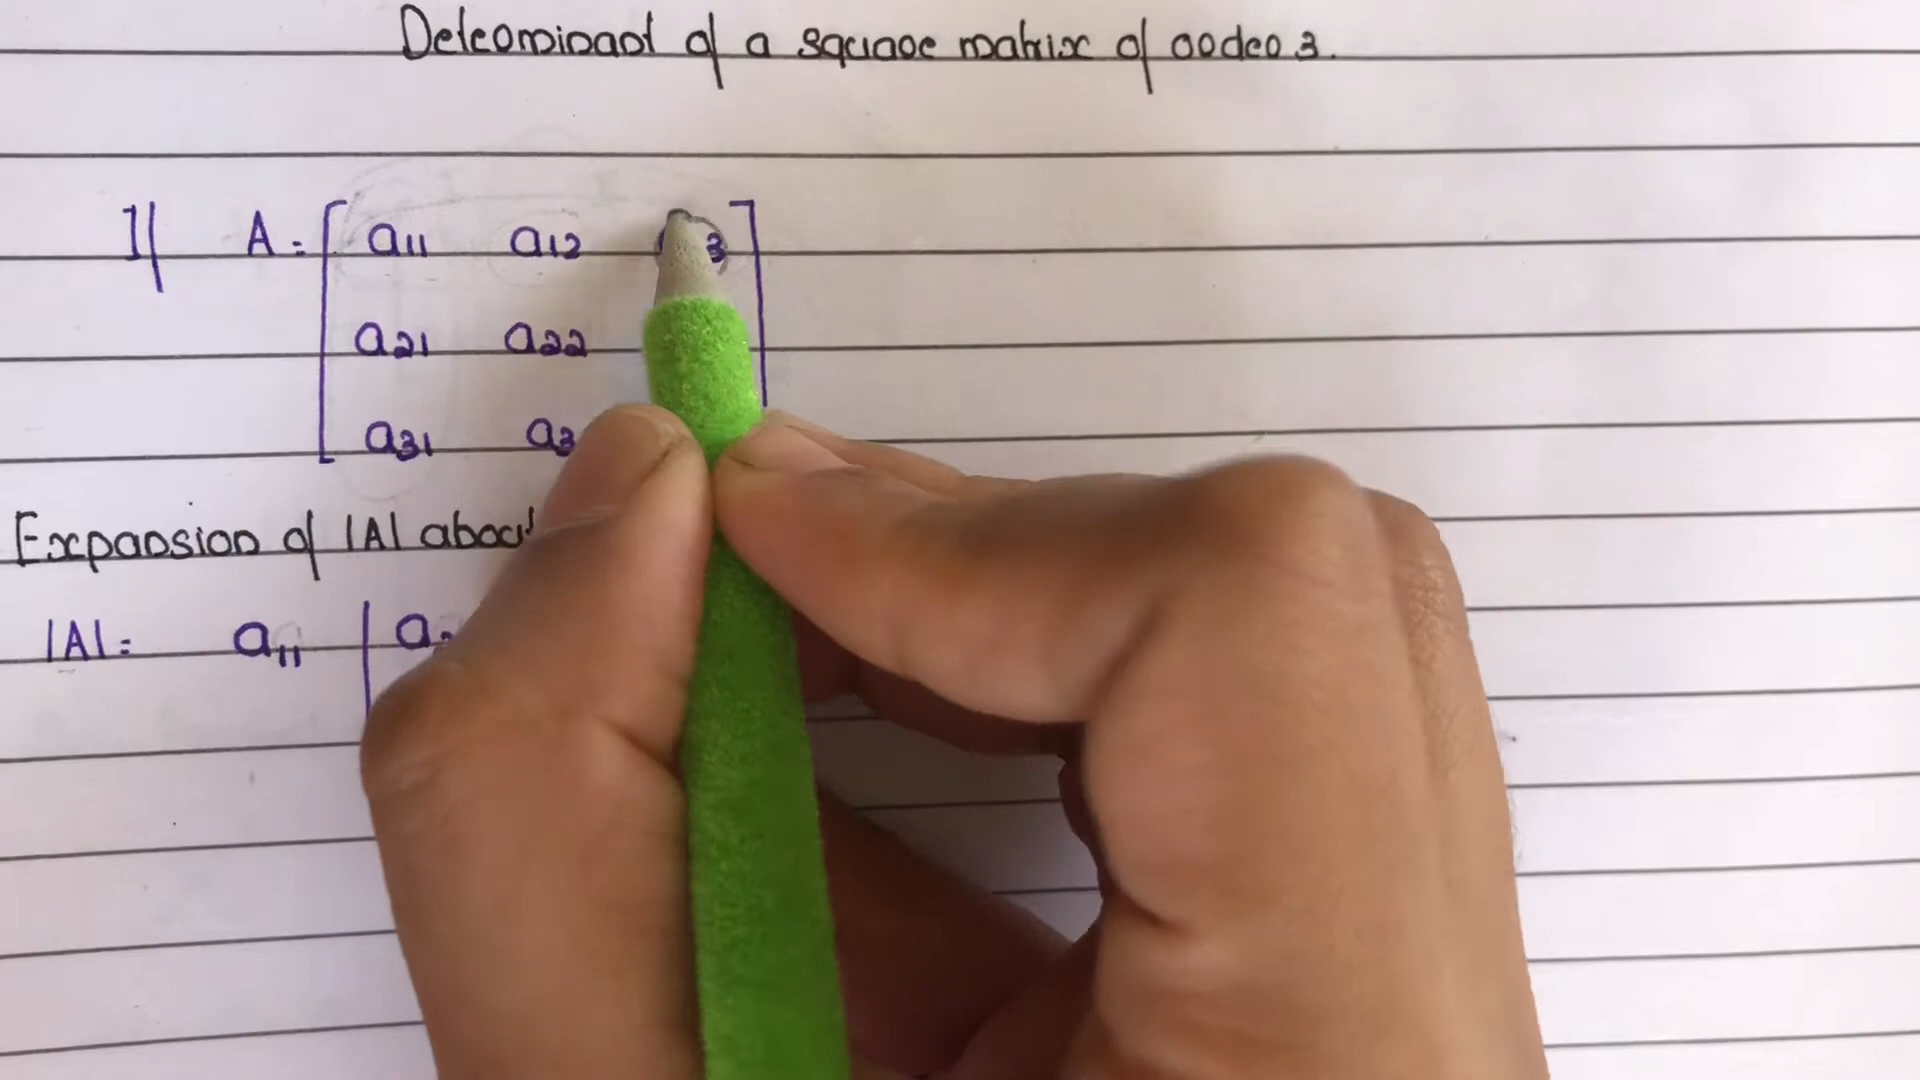 Determinant of a square matrix of order 3.
If A = [ a11 a12
a21 a22
a31
Expansion of |A| about
|A| = a11 |